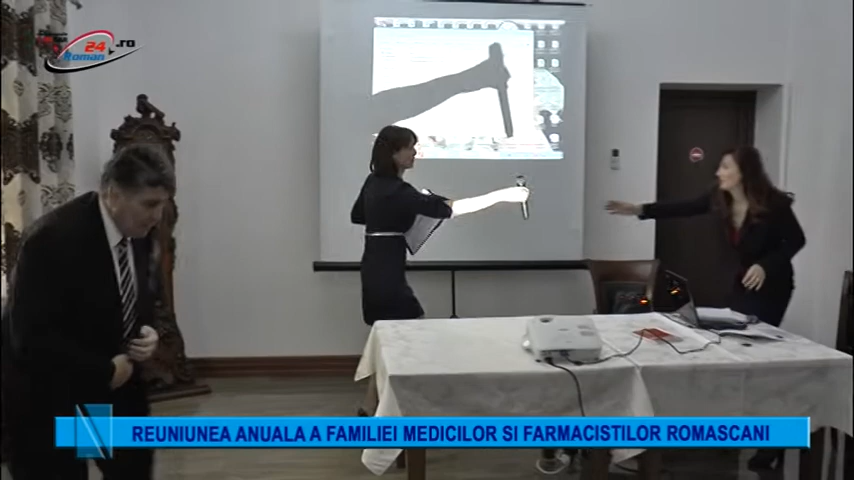 24
Roman .ro
REUNIUNEA ANUALA A FAMILIEI MEDICILOR SI FARMACISTILOR ROMASCANI